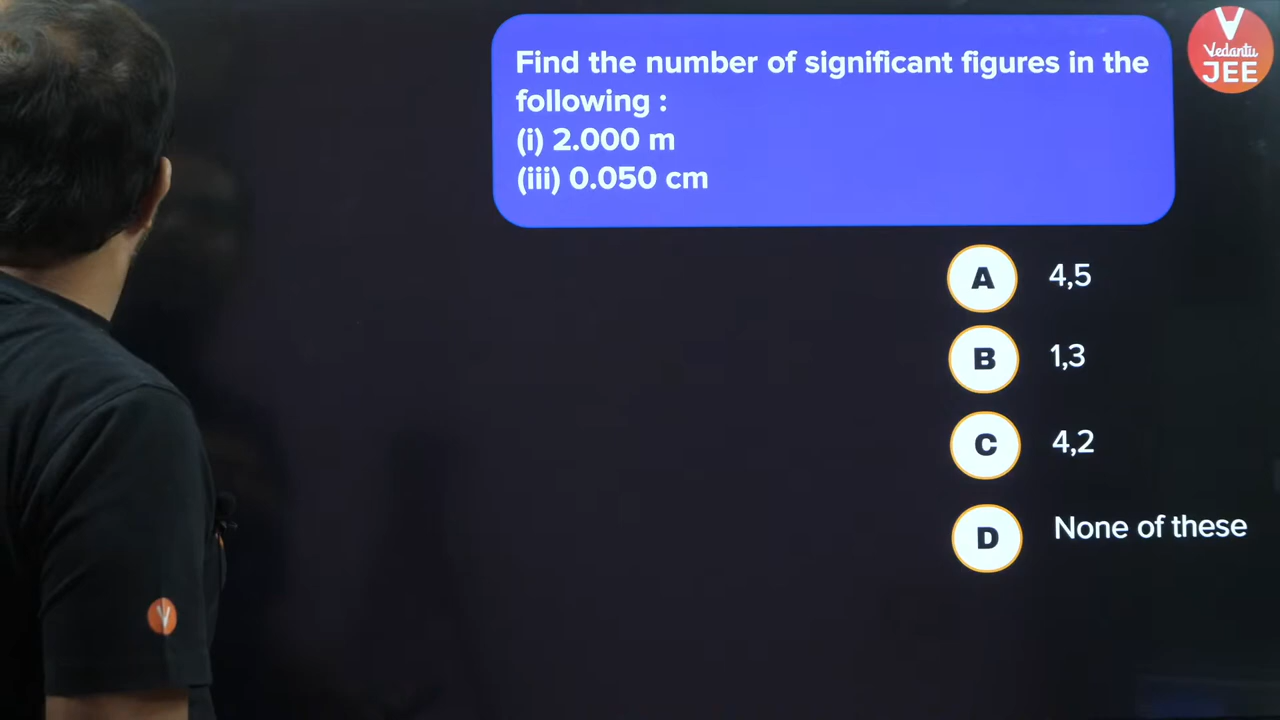 Find the number of significant figures in the
following :
(i) 2.000 m
(iii) 0.050 cm
V
Vedantu
JEE
A 4,5
B 1,3
C 4,2
D None of these
V